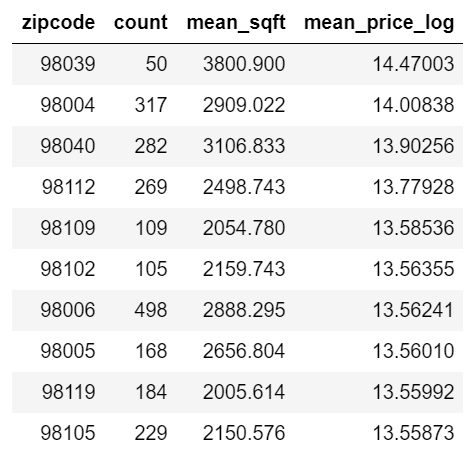 zipcode count mean_sqft mean_price_log
98039 50 3800.900 14.47003
98004 317 2909.022 14.00838
98040 282 3106.833 13.90256
98112 269 2498.743 13.77928
98109 109 2054.780 13.58536
98102 105 2159.743 13.56355
98006 498 2888.295 13.56241
98005 168 2656.804 13.56010
98119 184 2005.614 13.55992
98105 229 2150.576 13.55873